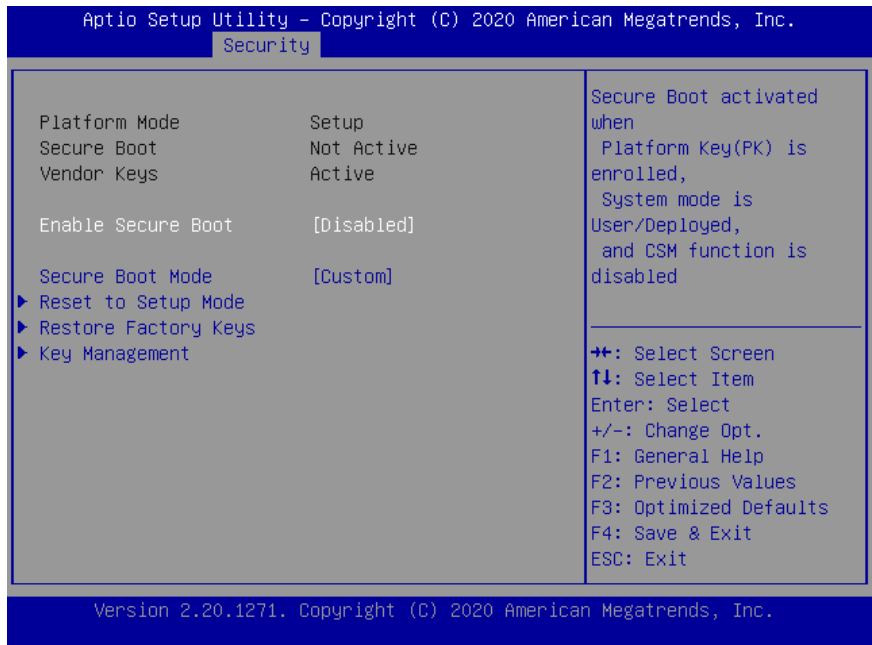 Aptio Setup Utility – Copyright (C) 2020 American Megatrends, Inc.
Security
Platform Mode Setup
Secure Boot Not Active
Vendor Keys Active
Enable Secure Boot [Disabled]
Secure Boot Mode [Custom]
▶ Reset to Setup Mode
▶ Restore Factory Keys
▶ Key Management
Secure Boot activated
when
Platform Key(PK) is
enrolled,
System mode is
User/Deployed,
and CSM function is
disabled
→←: Select Screen
↑↓: Select Item
Enter: Select
+/-: Change Opt.
F1: General Help
F2: Previous Values
F3: Optimized Defaults
F4: Save & Exit
ESC: Exit
Version 2.20.1271. Copyright (C) 2020 American Megatrends, Inc.